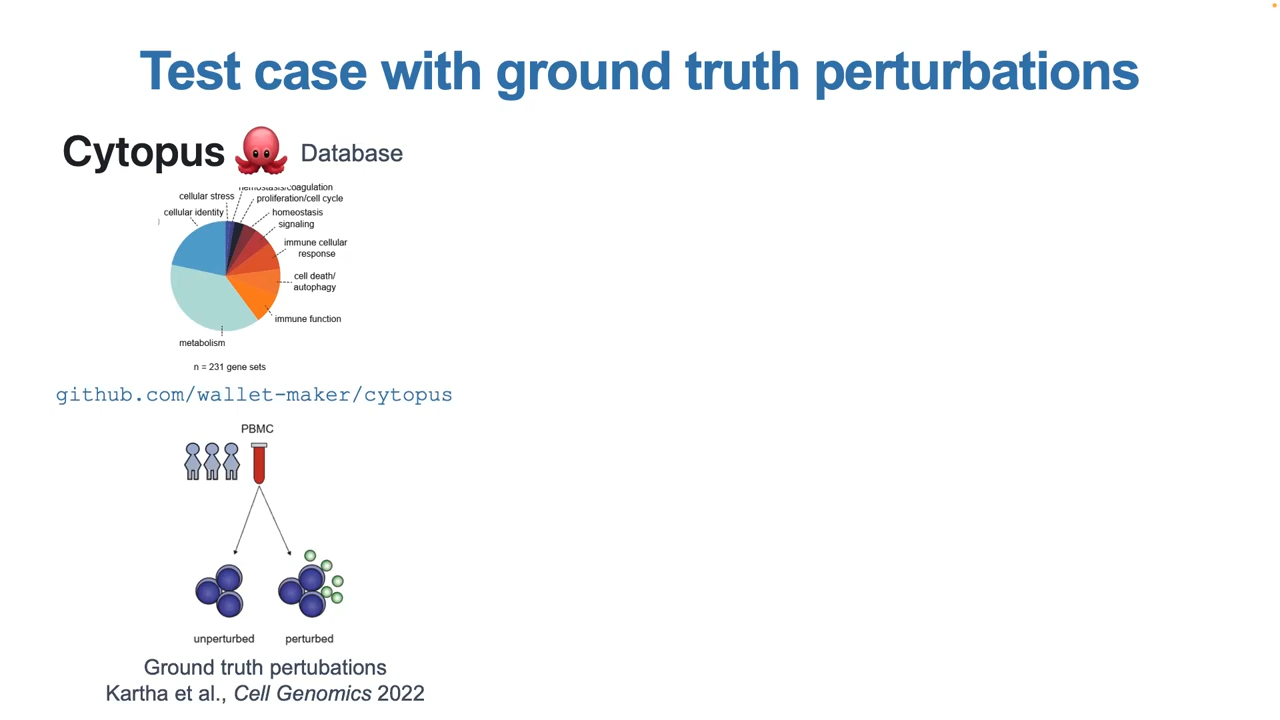 Test case with ground truth perturbations
Cytopus Database
hemostasis/coagulation
cellular stress
proliferation/cell cycle
cellular identity
homeostasis
signaling
immune cellular
response
cell death/
autophagy
immune function
metabolism
n = 231 gene sets
github.com/wallet-maker/cytopus
PBMC
unperturbed perturbed
Ground truth pertubations
Kartha et al., Cell Genomics 2022